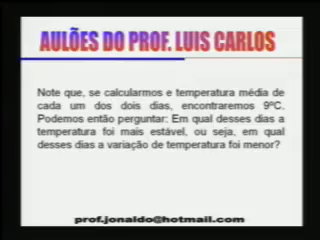 AULÕES DO PROF. LUIS CARLOS
Note que, se calcularmos e temperatura média de
cada um dos dois dias, encontraremos 9ºC.
Podemos então perguntar: Em qual desses dias a
temperatura foi mais estável, ou seja, em qual
desses dias a variação de temperatura foi menor?
prof.jonaldo@hotmail.com